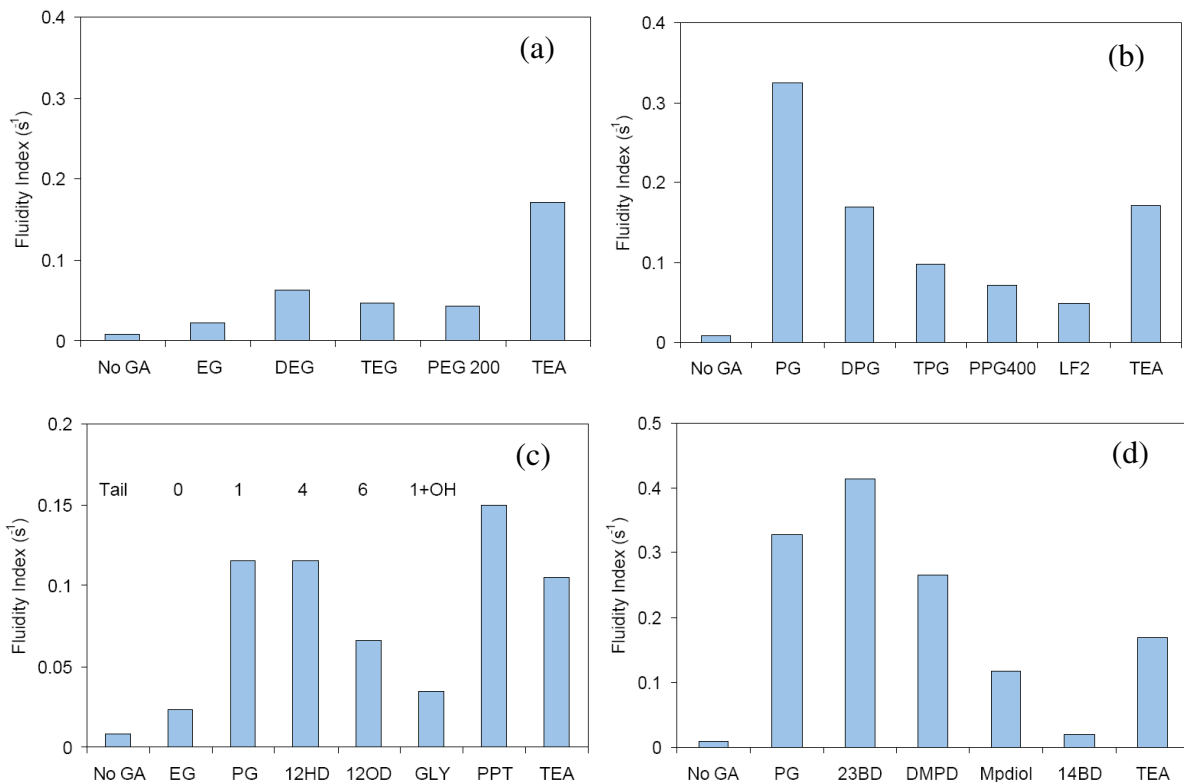 (a)
Fluidity Index (s⁻¹)
0.4
0.3
0.2
0.1
0
No GA EG DEG TEG PEG 200 TEA
(b)
Fluidity Index (s⁻¹)
0.4
0.3
0.2
0.1
0
No GA PG DPG TPG PPG400 LF2 TEA
(c)
Fluidity Index (s⁻¹)
0.2
0.15
0.1
0.05
0
Tail 0 1 4 6 1+OH
No GA EG PG 12HD 12OD GLY PPT TEA
(d)
Fluidity Index (s⁻¹)
0.5
0.4
0.3
0.2
0.1
0
No GA PG 23BD DMPD Mpdiol 14BD TEA